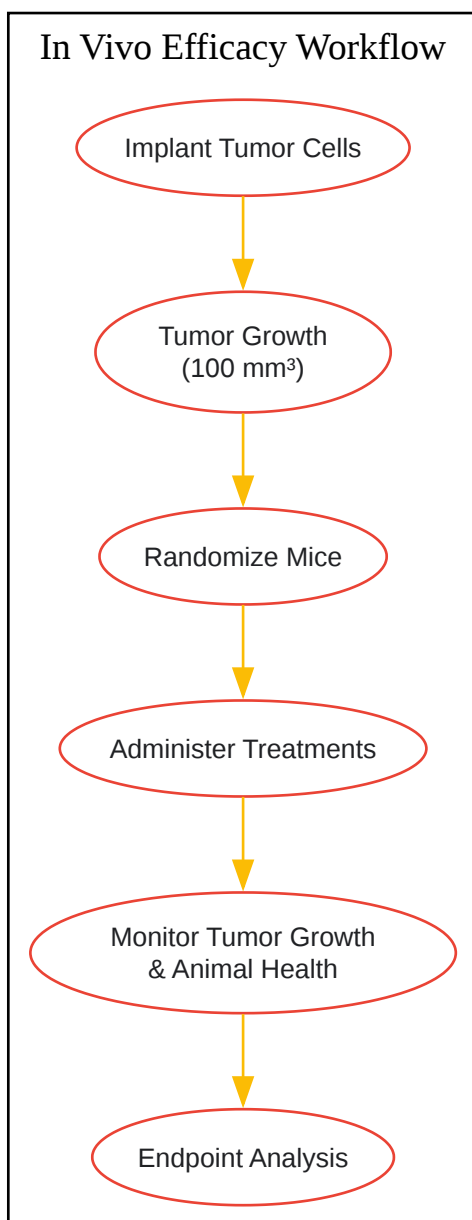 In Vivo Efficacy Workflow
Implant Tumor Cells
Tumor Growth
(100 mm³)
Randomize Mice
Administer Treatments
Monitor Tumor Growth
& Animal Health
Endpoint Analysis